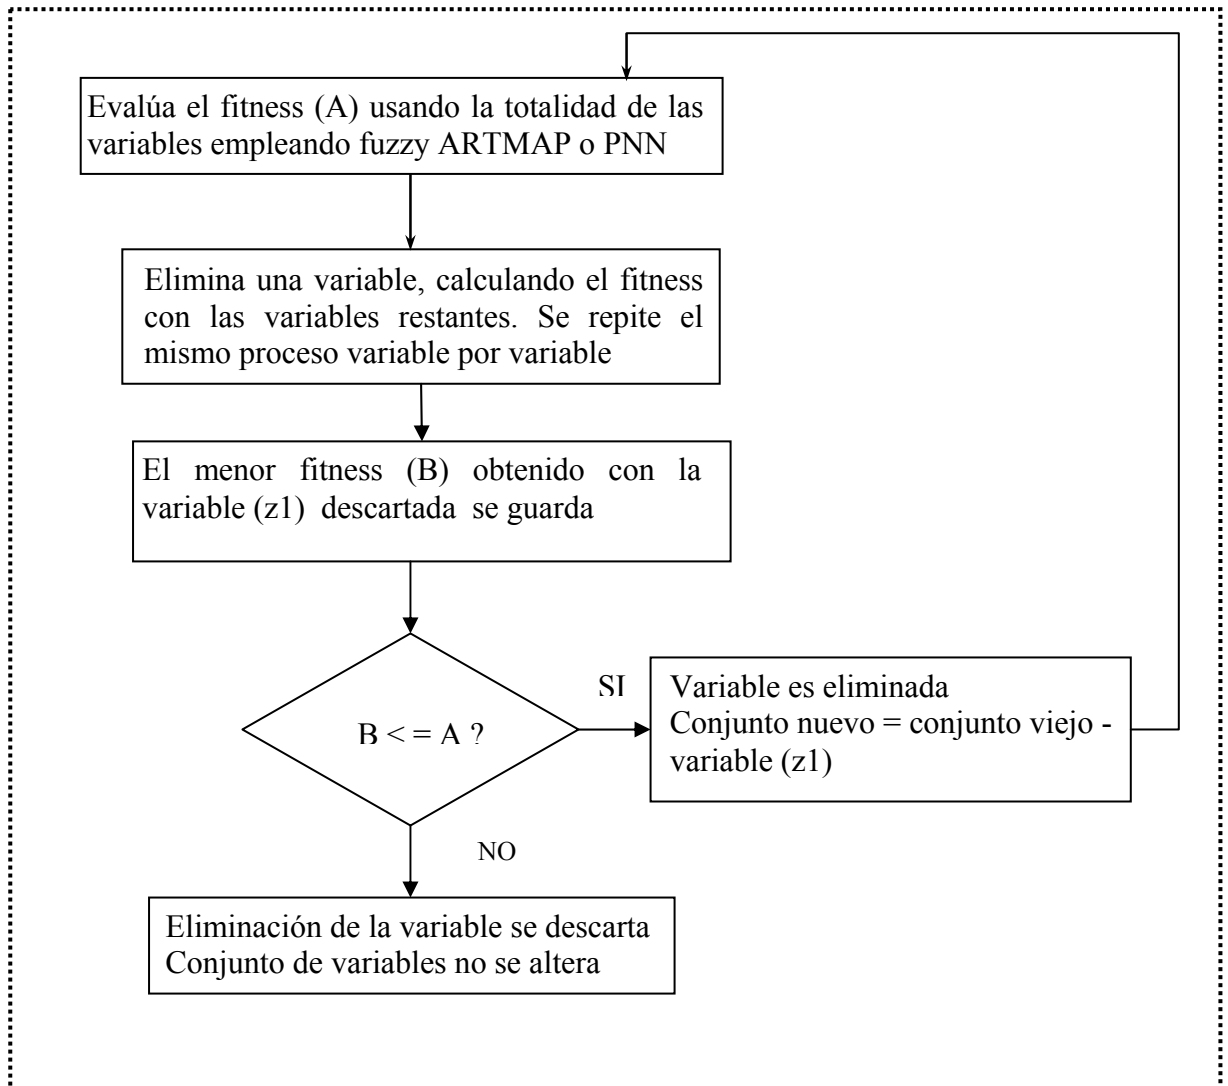 Evalúa el fitness (A) usando la totalidad de las
variables empleando fuzzy ARTMAP o PNN
Elimina una variable, calculando el fitness
con las variables restantes. Se repite el
mismo proceso variable por variable
El menor fitness (B) obtenido con la
variable (z1) descartada se guarda
B < = A ?
SI
Variable es eliminada
Conjunto nuevo = conjunto viejo -
variable (z1)
NO
Eliminación de la variable se descarta
Conjunto de variables no se altera